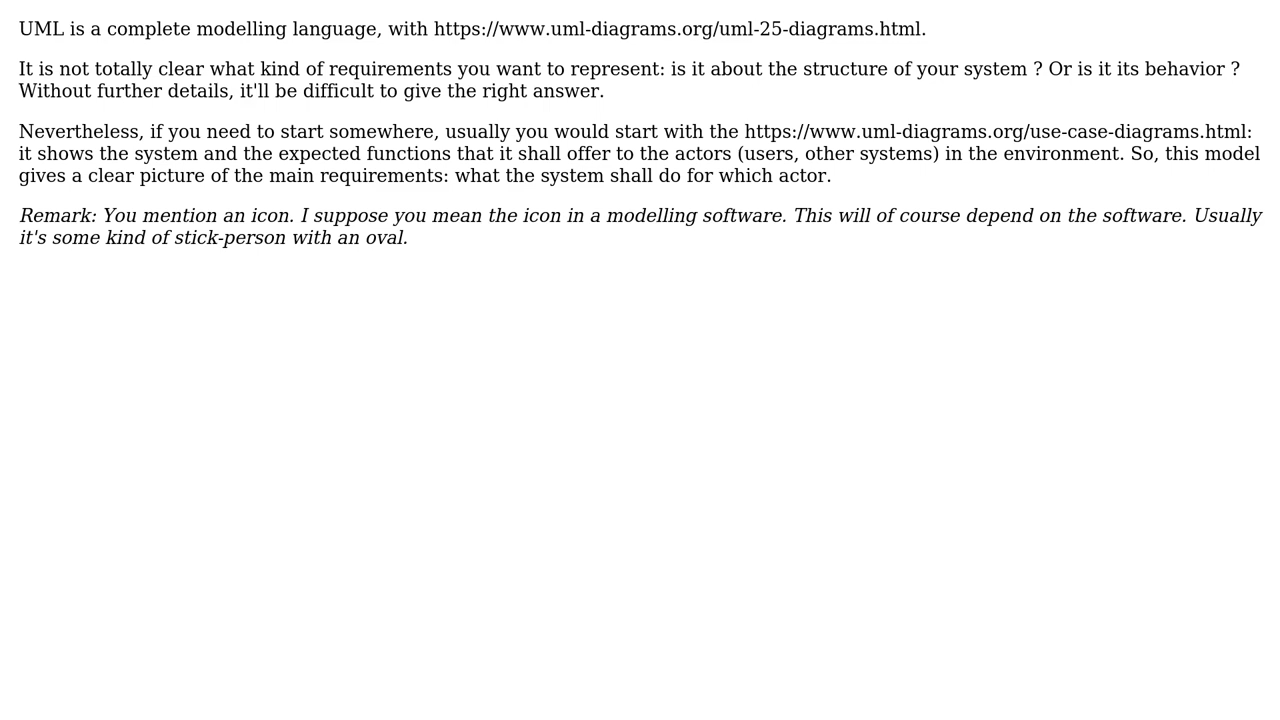 UML is a complete modelling language, with https://www.uml-diagrams.org/uml-25-diagrams.html.
It is not totally clear what kind of requirements you want to represent: is it about the structure of your system ? Or is it its behavior ?
Without further details, it'll be difficult to give the right answer.
Nevertheless, if you need to start somewhere, usually you would start with the https://www.uml-diagrams.org/use-case-diagrams.html:
it shows the system and the expected functions that it shall offer to the actors (users, other systems) in the environment. So, this model
gives a clear picture of the main requirements: what the system shall do for which actor.
Remark: You mention an icon. I suppose you mean the icon in a modelling software. This will of course depend on the software. Usually
it's some kind of stick-person with an oval.